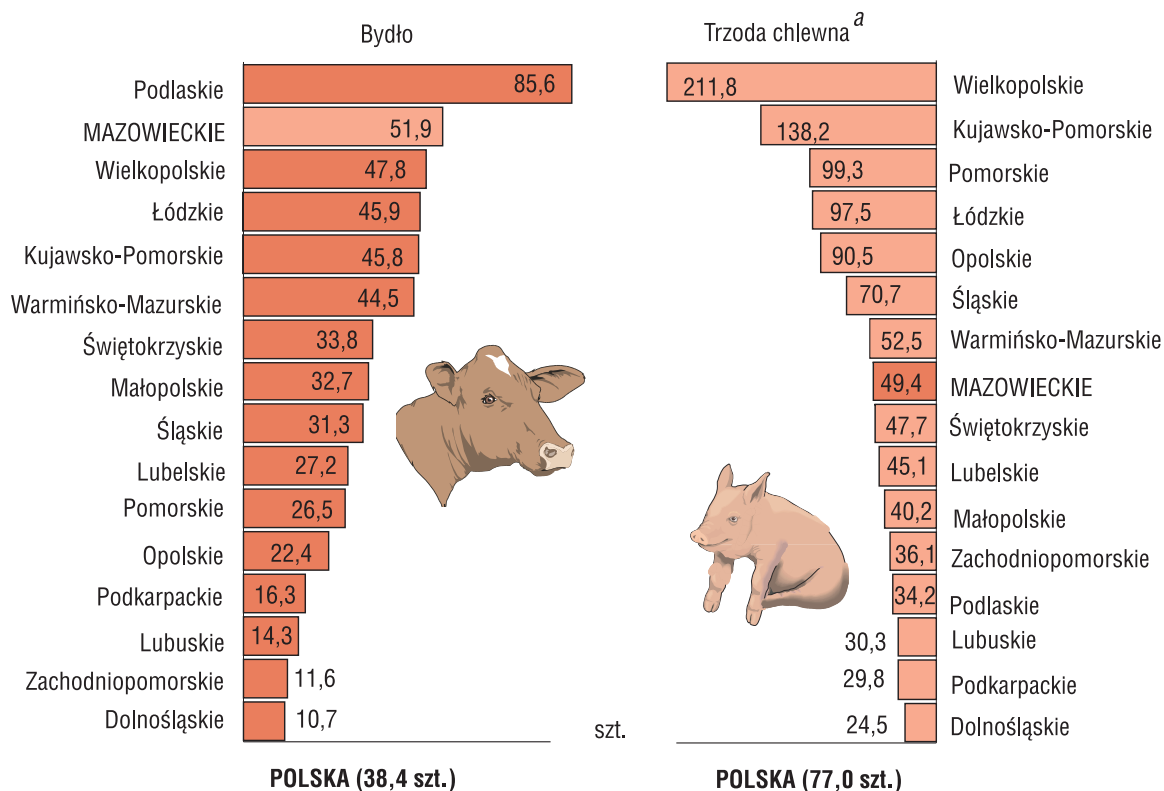 Bydło
Podlaskie 85,6
MAZOWIECKIE 51,9
Wielkopolskie 47,8
Łódzkie 45,9
Kujawsko-Pomorskie 45,8
Warmińsko-Mazurskie 44,5
Świętokrzyskie 33,8
Małopolskie 32,7
Śląskie 31,3
Lubelskie 27,2
Pomorskie 26,5
Opolskie 22,4
Podkarpackie 16,3
Lubuskie 14,3
Zachodniopomorskie 11,6
Dolnośląskie 10,7
POLSKA (38,4 szt.)
szt.
Trzoda chlewna a
211,8 Wielkopolskie
138,2 Kujawsko-Pomorskie
99,3 Pomorskie
97,5 Łódzkie
90,5 Opolskie
70,7 Śląskie
52,5 Warmińsko-Mazurskie
49,4 MAZOWIECKIE
47,7 Świętokrzyskie
45,1 Lubelskie
40,2 Małopolskie
36,1 Zachodniopomorskie
34,2 Podlaskie
30,3 Lubuskie
29,8 Podkarpackie
24,5 Dolnośląskie
POLSKA (77,0 szt.)